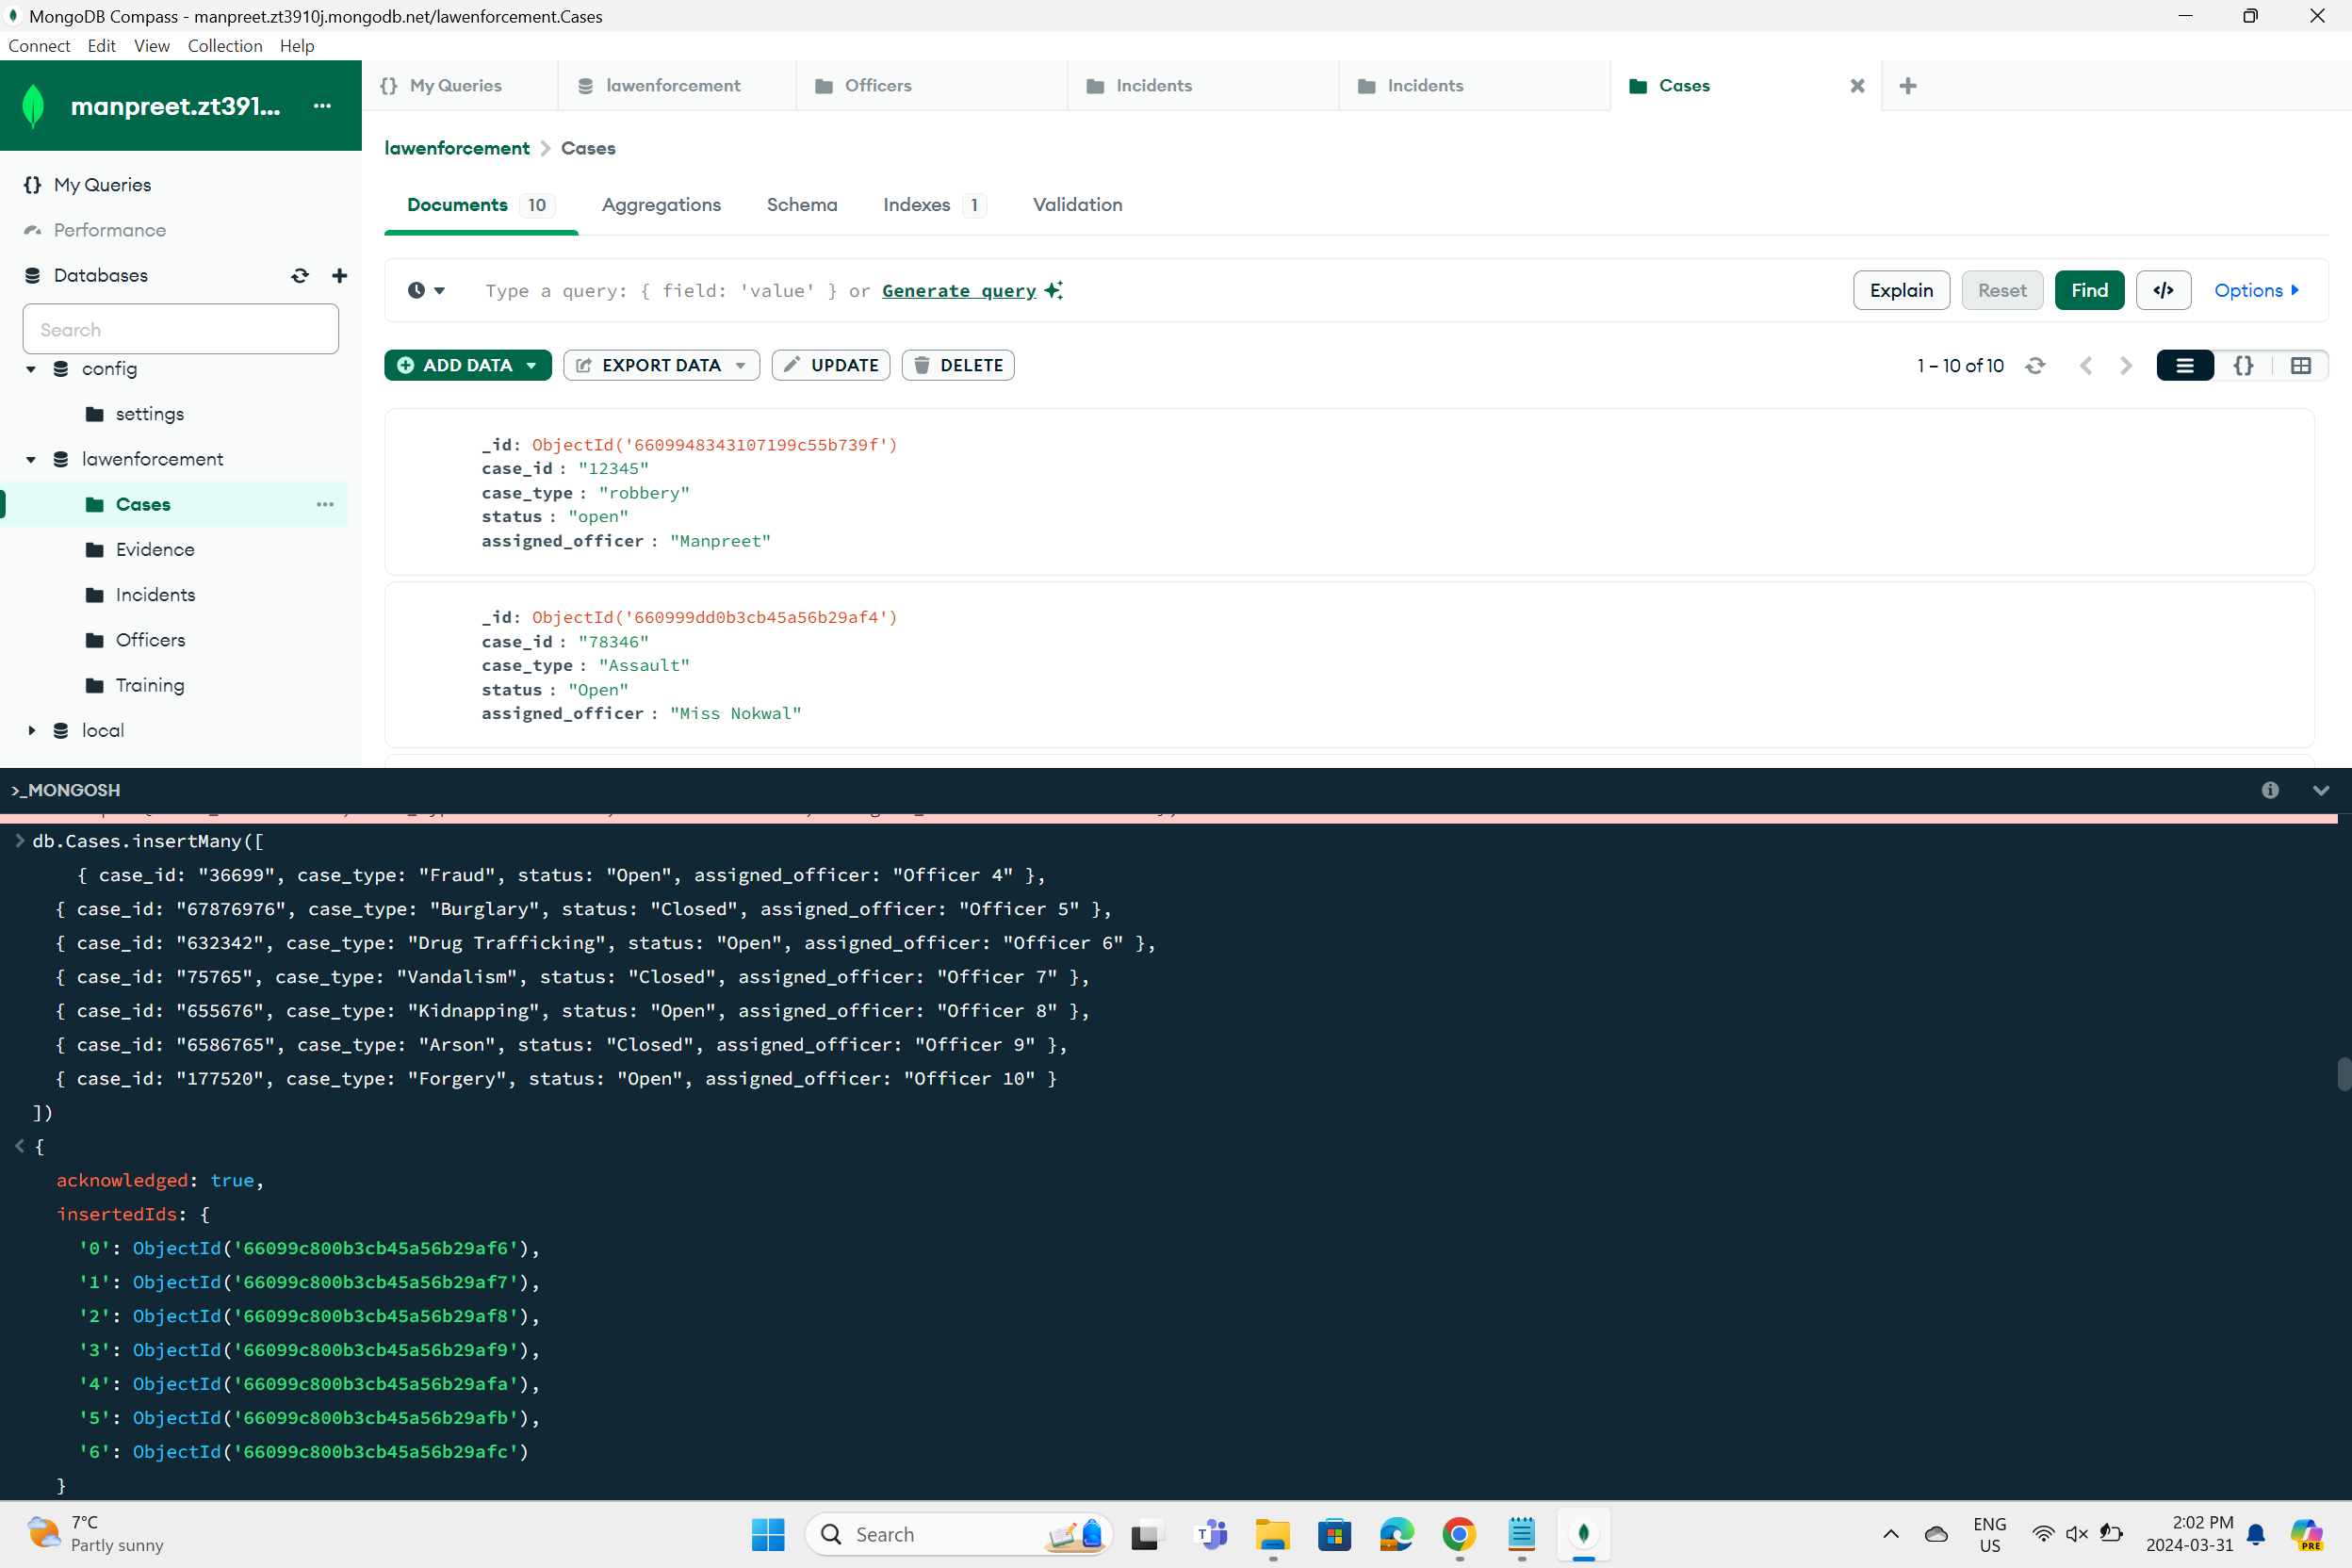 MongoDB Compass - manpreet.zt3910j.mongodb.net/lawenforcement.Cases
Connect Edit View Collection Help
manpreet.zt391... ...
{} My Queries
Performance
Databases
Search
config
settings
lawenforcement
Cases ...
Evidence
Incidents
Officers
Training
local
{} My Queries lawenforcement Officers Incidents Incidents Cases
lawenforcement > Cases
Documents 10 Aggregations Schema Indexes 1 Validation
Type a query: { field: 'value' } or Generate query Explain Reset Find </> Options
ADD DATA EXPORT DATA UPDATE DELETE 1 – 10 of 10 {}
_id: ObjectId('6609948343107199c55b739f')
case_id : "12345"
case_type : "robbery"
status : "open"
assigned_officer : "Manpreet"
_id: ObjectId('660999dd0b3cb45a56b29af4')
case_id : "78346"
case_type : "Assault"
status : "Open"
assigned_officer : "Miss Nokwal"
>_MONGOSH
> db.Cases.insertMany([
{ case_id: "36699", case_type: "Fraud", status: "Open", assigned_officer: "Officer 4" },
{ case_id: "67876976", case_type: "Burglary", status: "Closed", assigned_officer: "Officer 5" },
{ case_id: "632342", case_type: "Drug Trafficking", status: "Open", assigned_officer: "Officer 6" },
{ case_id: "75765", case_type: "Vandalism", status: "Closed", assigned_officer: "Officer 7" },
{ case_id: "655676", case_type: "Kidnapping", status: "Open", assigned_officer: "Officer 8" },
{ case_id: "6586765", case_type: "Arson", status: "Closed", assigned_officer: "Officer 9" },
{ case_id: "177520", case_type: "Forgery", status: "Open", assigned_officer: "Officer 10" }
])
< {
acknowledged: true,
insertedIds: {
'0': ObjectId('66099c800b3cb45a56b29af6'),
'1': ObjectId('66099c800b3cb45a56b29af7'),
'2': ObjectId('66099c800b3cb45a56b29af8'),
'3': ObjectId('66099c800b3cb45a56b29af9'),
'4': ObjectId('66099c800b3cb45a56b29afa'),
'5': ObjectId('66099c800b3cb45a56b29afb'),
'6': ObjectId('66099c800b3cb45a56b29afc')
}
7°C
Partly sunny
Search
ENG
US
2:02 PM
2024-03-31
PRE